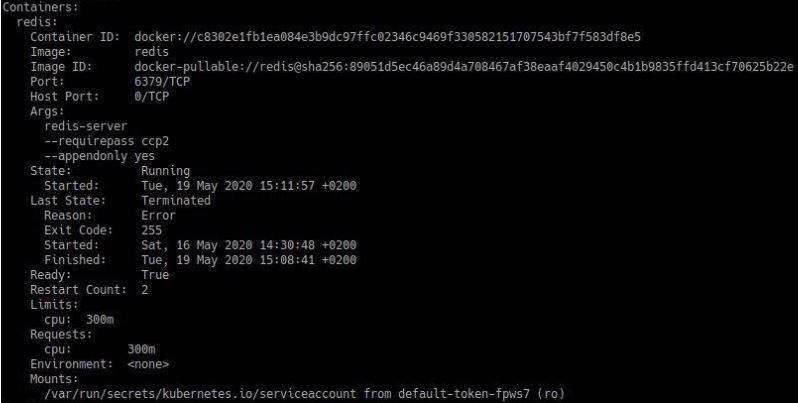 Containers:
redis:
Container ID: docker://c8302e1fb1ea084e3b9dc97ffc02346c9469f330582151707543bf7f583df8e5
Image: redis
Image ID: docker-pullable://redis@sha256:89051d5ec46a89d4a708467af38eaaf4029450c4b1b9835ffd413cf70625b22e
Port: 6379/TCP
Host Port: 0/TCP
Args:
redis-server
--requirepass ccp2
--appendonly yes
State: Running
Started: Tue, 19 May 2020 15:11:57 +0200
Last State: Terminated
Reason: Error
Exit Code: 255
Started: Sat, 16 May 2020 14:30:48 +0200
Finished: Tue, 19 May 2020 15:08:41 +0200
Ready: True
Restart Count: 2
Limits:
cpu: 300m
Requests:
cpu: 300m
Environment: <none>
Mounts:
/var/run/secrets/kubernetes.io/serviceaccount from default-token-fpws7 (ro)